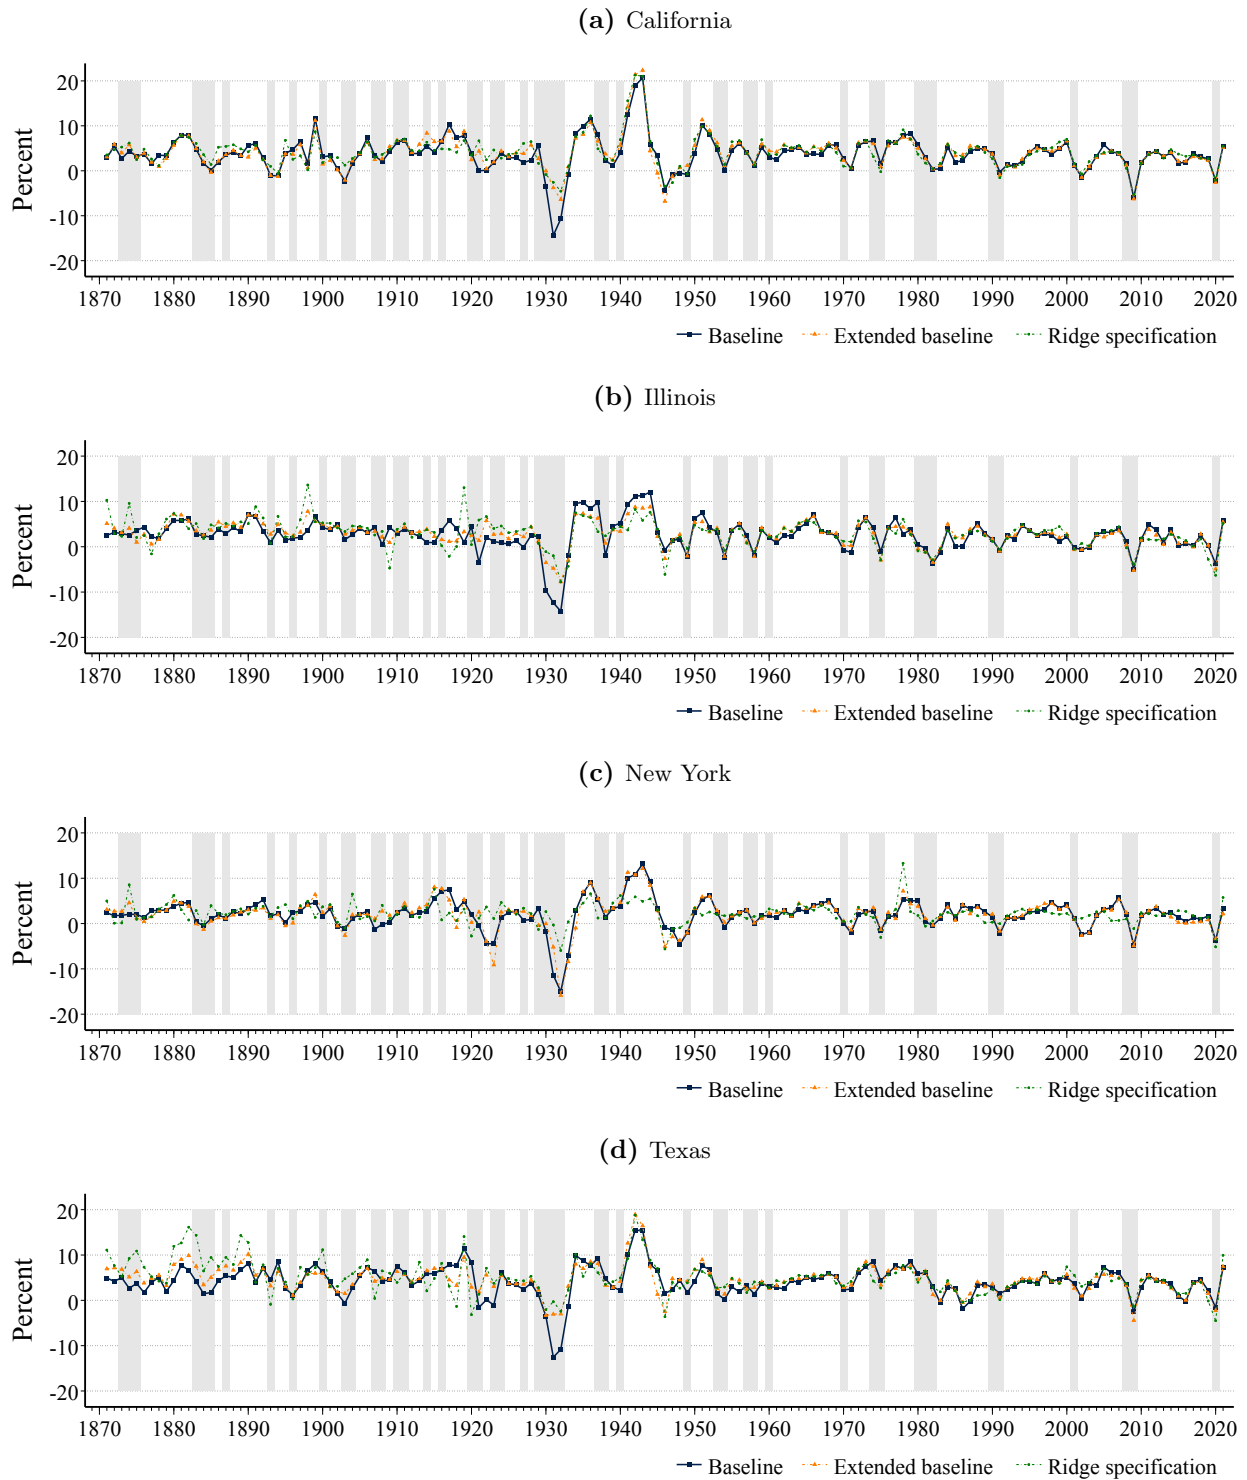 (a) California
Percent
20
10
0
-10
-20
1870 1880 1890 1900 1910 1920 1930 1940 1950 1960 1970 1980 1990 2000 2010 2020
Baseline Extended baseline Ridge specification
(b) Illinois
Percent
20
10
0
-10
-20
1870 1880 1890 1900 1910 1920 1930 1940 1950 1960 1970 1980 1990 2000 2010 2020
Baseline Extended baseline Ridge specification
(c) New York
Percent
20
10
0
-10
-20
1870 1880 1890 1900 1910 1920 1930 1940 1950 1960 1970 1980 1990 2000 2010 2020
Baseline Extended baseline Ridge specification
(d) Texas
Percent
20
10
0
-10
-20
1870 1880 1890 1900 1910 1920 1930 1940 1950 1960 1970 1980 1990 2000 2010 2020
Baseline Extended baseline Ridge specification